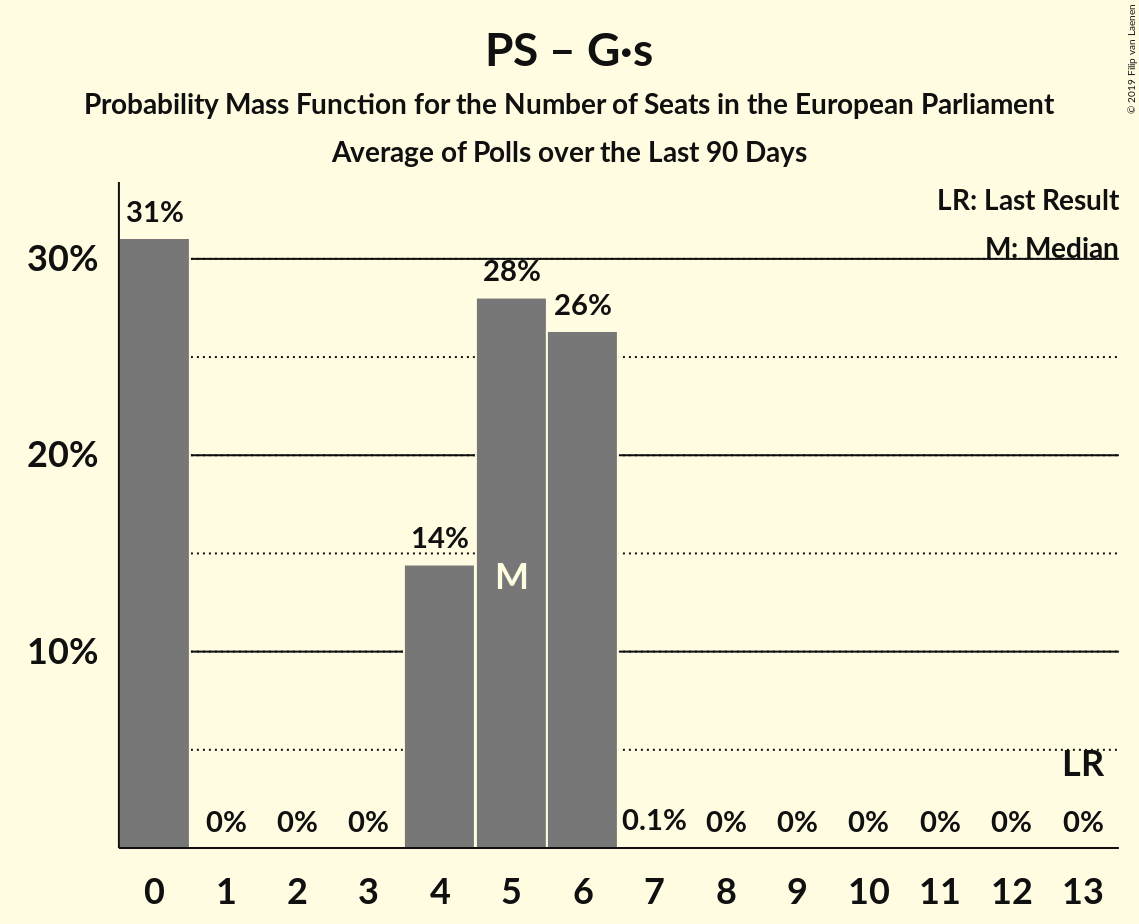 PS – G·s
Probability Mass Function for the Number of Seats in the European Parliament
Average of Polls over the Last 90 Days
© 2019 Filip van Laenen
LR: Last Result
M: Median
31%
30%
28%
26%
20%
14%
M
10%
LR
0% 0% 0% 0.1% 0% 0% 0% 0% 0% 0%
0 1 2 3 4 5 6 7 8 9 10 11 12 13